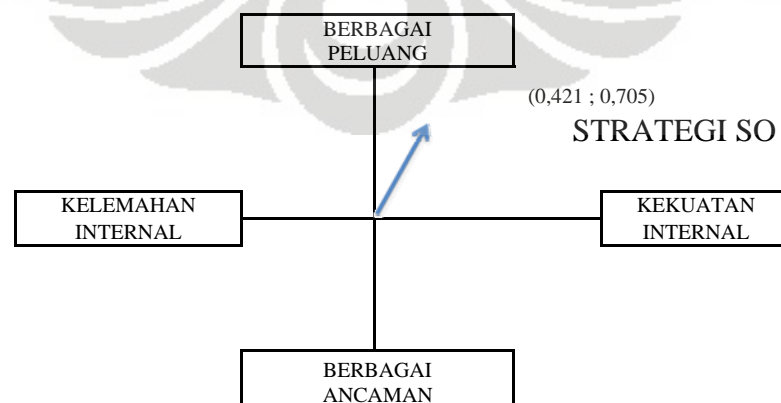 BERBAGAI
PELUANG
(0,421 ; 0,705)
STRATEGI SO
KELEMAHAN
INTERNAL
KEKUATAN
INTERNAL
BERBAGAI
ANCAMAN